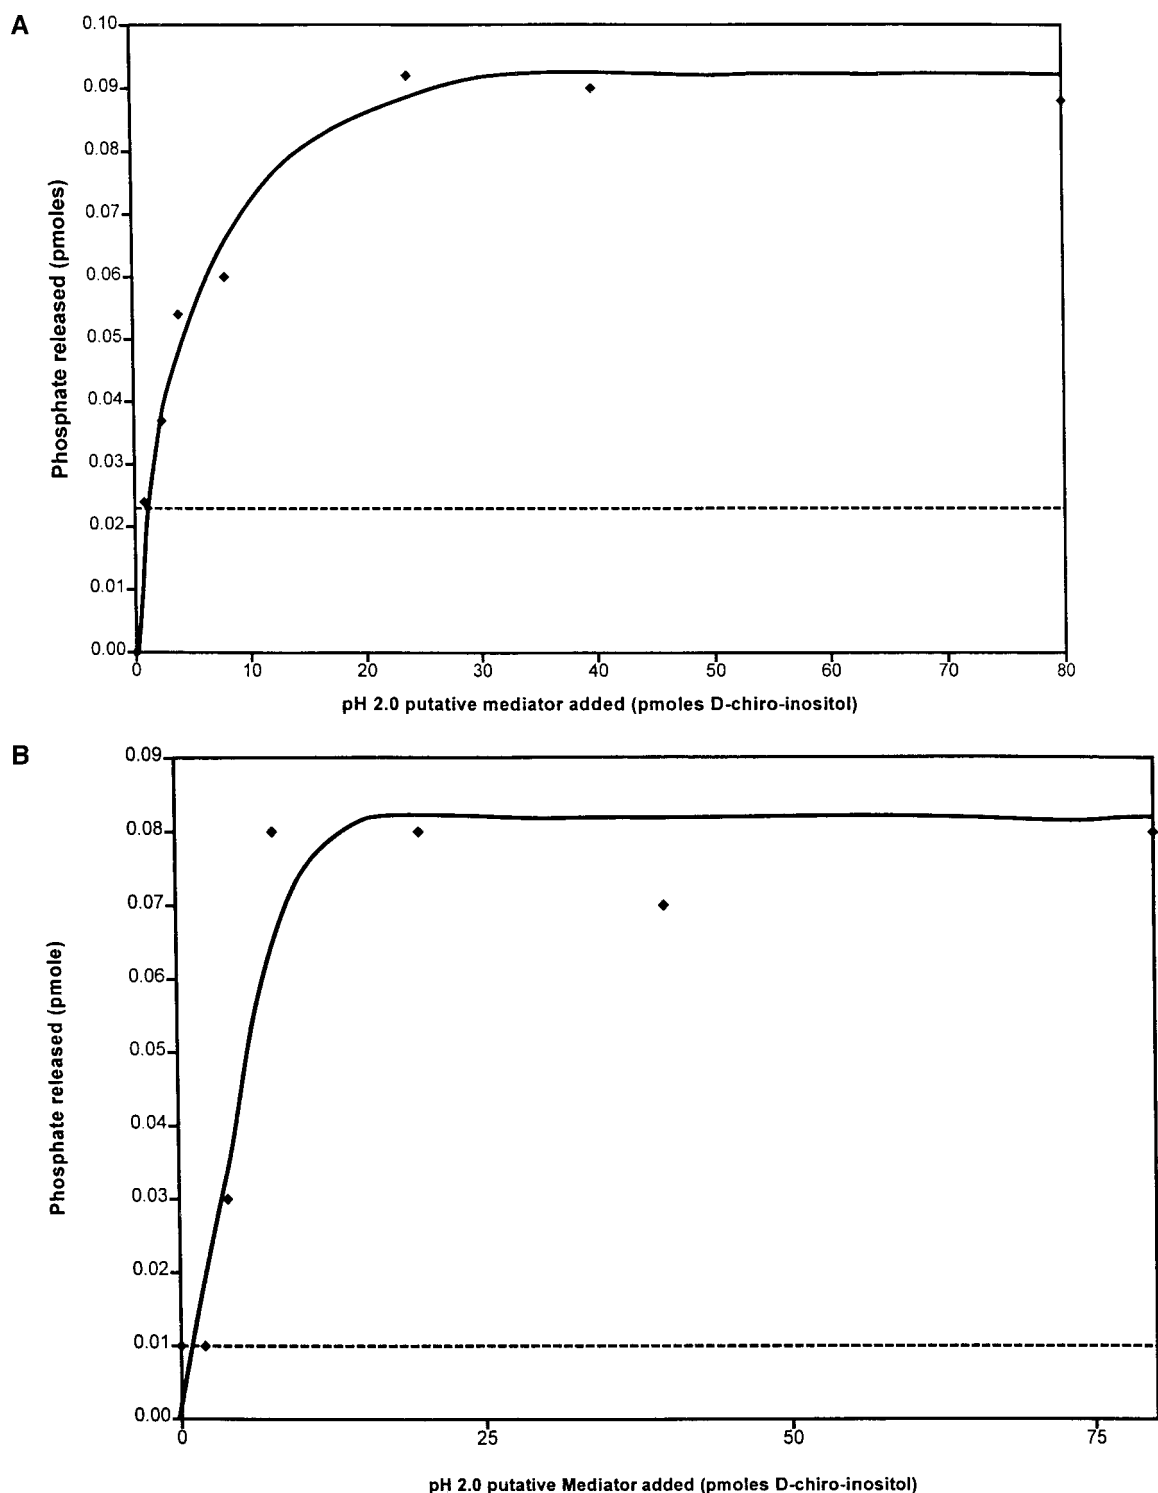 A
0.10
0.09
0.08
0.07
0.06
0.05
0.04
0.03
0.02
0.01
0.00
Phosphate released (pmoles)
0 10 20 30 40 50 60 70 80
pH 2.0 putative mediator added (pmoles D-chiro-inositol)
B
0.09
0.08
0.07
0.06
0.05
0.04
0.03
0.02
0.01
0.00
Phosphate released (pmole)
0 25 50 75
pH 2.0 putative Mediator added (pmoles D-chiro-inositol)